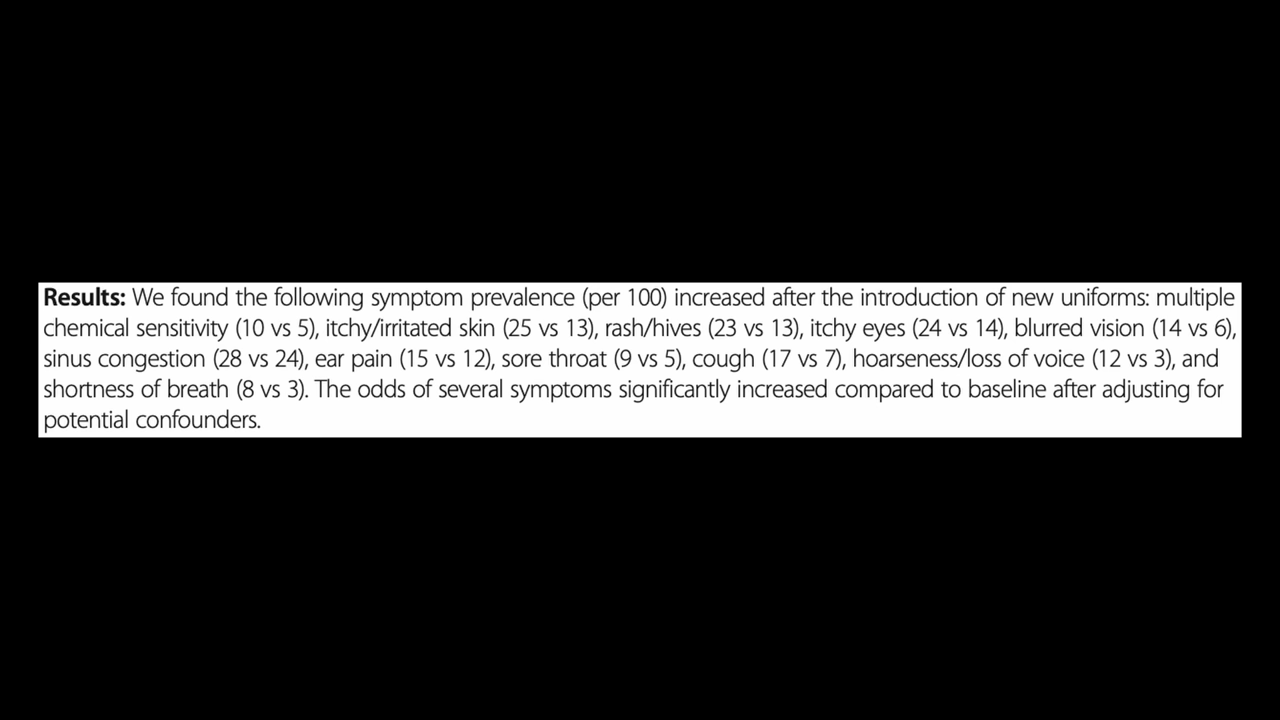 Results: We found the following symptom prevalence (per 100) increased after the introduction of new uniforms: multiple
chemical sensitivity (10 vs 5), itchy/irritated skin (25 vs 13), rash/hives (23 vs 13), itchy eyes (24 vs 14), blurred vision (14 vs 6),
sinus congestion (28 vs 24), ear pain (15 vs 12), sore throat (9 vs 5), cough (17 vs 7), hoarseness/loss of voice (12 vs 3), and
shortness of breath (8 vs 3). The odds of several symptoms significantly increased compared to baseline after adjusting for
potential confounders.